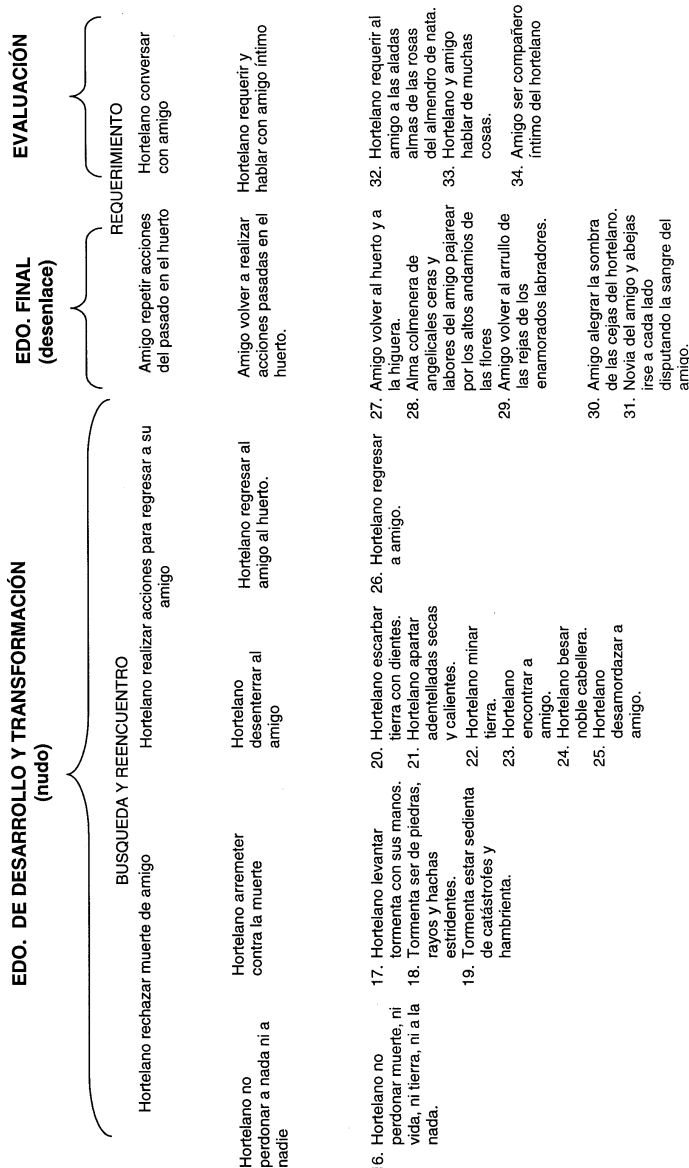 EDO. DE DESARROLLO Y TRANSFORMACIÓN
(nudo)
EDO. FINAL
(desenlace)
EVALUACIÓN
BUSQUEDA Y REENCUENTRO
REQUERIMIENTO
Hortelano rechazar muerte de amigo
Hortelano realizar acciones para regresar a su
amigo
Amigo repetir acciones
del pasado en el huerto
Hortelano conversar
con amigo
Hortelano no
perdonar a nada ni a
nadie
Hortelano arremeter
contra la muerte
Hortelano
desenterrar al
amigo
Hortelano regresar al
amigo al huerto.
Amigo volver a realizar
acciones pasadas en el
huerto.
Hortelano requerir y
hablar con amigo íntimo
6. Hortelano no
perdonar muerte, ni
vida, ni tierra, ni a la
nada.
17. Hortelano levantar
tormenta con sus manos.
18. Tormenta ser de piedras,
rayos y hachas
estridentes.
19. Tormenta estar sedienta
de catástrofes y
hambrienta.
20. Hortelano escarbar
tierra con dientes.
21. Hortelano apartar
adentelladas secas
y calientes.
22. Hortelano minar
tierra.
23. Hortelano
encontrar a
amigo.
24. Hortelano besar
noble cabellera.
25. Hortelano
desamordazar a
amigo.
26. Hortelano regresar
a amigo.
27. Amigo volver al huerto y a
la higuera.
28. Alma colmenera de
angelicales ceras y
labores del amigo pajarear
por los altos andamios de
las flores
29. Amigo volver al arrullo de
las rejas de los
enamorados labradores.
30. Amigo alegrar la sombra
de las cejas del hortelano.
31. Novia del amigo y abejas
irse a cada lado
disputando la sangre del
amigo.
32. Hortelano requerir al
amigo a las aladas
almas de las rosas
del almendro de nata.
33. Hortelano y amigo
hablar de muchas
cosas.
34. Amigo ser compañero
íntimo del hortelano